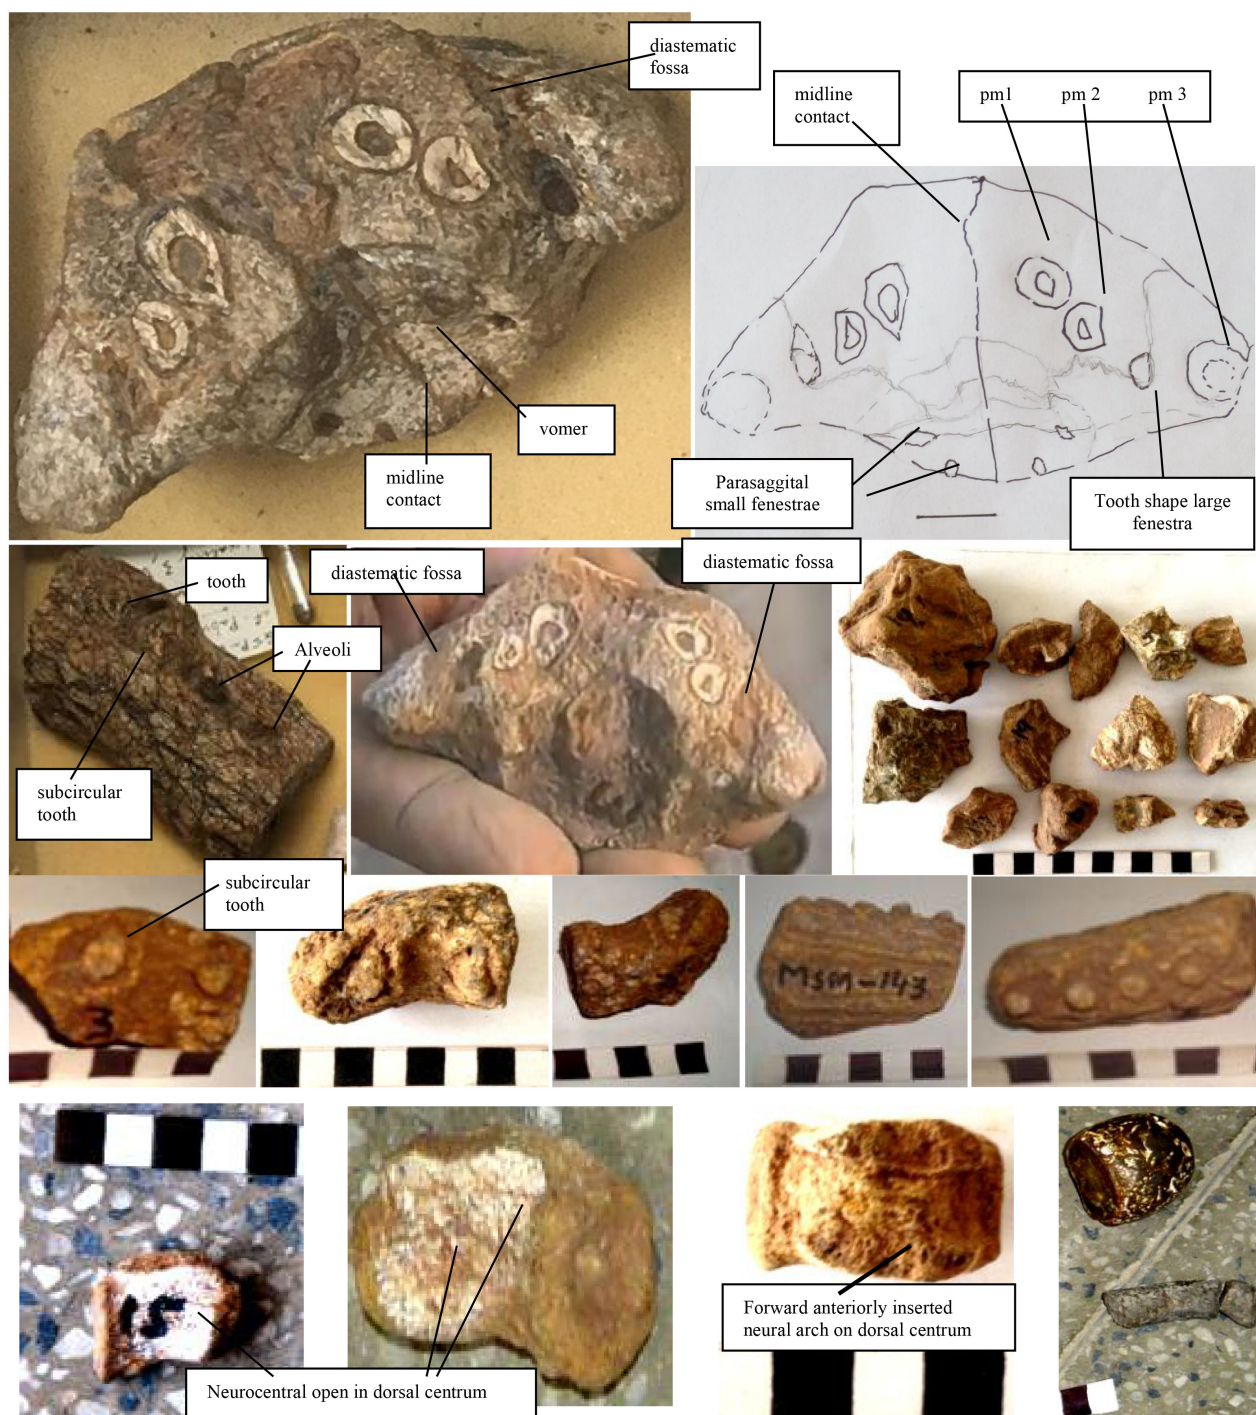 diastematic
fossa
midline
contact
pm1 pm 2 pm 3
vomer
midline
contact
Parasaggital
small fenestrae
Tooth shape large
fenestra
tooth
Alveoli
subcircular
tooth
diastematic fossa
diastematic fossa
subcircular
tooth
3
MSM-143
Forward anteriorly inserted
neural arch on dorsal centrum
Neurocentral open in dorsal centrum